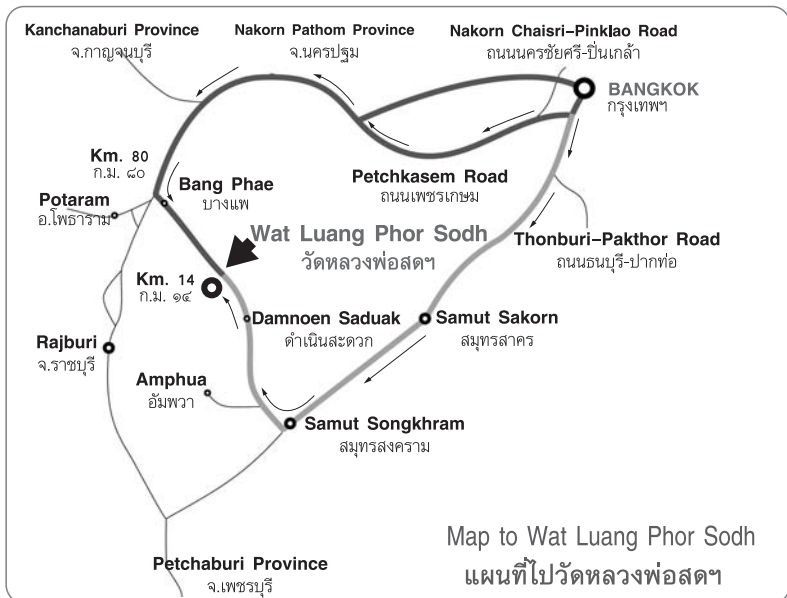 Kanchanaburi Province
จ.กาญจนบุรี
Nakorn Pathom Province
จ.นครปฐม
Nakorn Chaisri-Pinklao Road
ถนนนครชัยศรี-ปิ่นเกล้า
BANGKOK
กรุงเทพฯ
Km. 80
ก.ม. ๘๐
Bang Phae
บางแพ
Petchkasem Road
ถนนเพชรเกษม
Potaram
อ.โพธาราม
Wat Luang Phor Sodh
วัดหลวงพ่อสดฯ
Thonburi-Pakthor Road
ถนนธนบุรี-ปากท่อ
Km. 14
ก.ม. ๑๔
Damnoen Saduak
ดำเนินสะดวก
Samut Sakorn
สมุทรสาคร
Rajburi
จ.ราชบุรี
Amphua
อัมพวา
Samut Songkhram
สมุทรสงคราม
Petchaburi Province
จ.เพชรบุรี
Map to Wat Luang Phor Sodh
แผนที่ไปวัดหลวงพ่อสดฯ